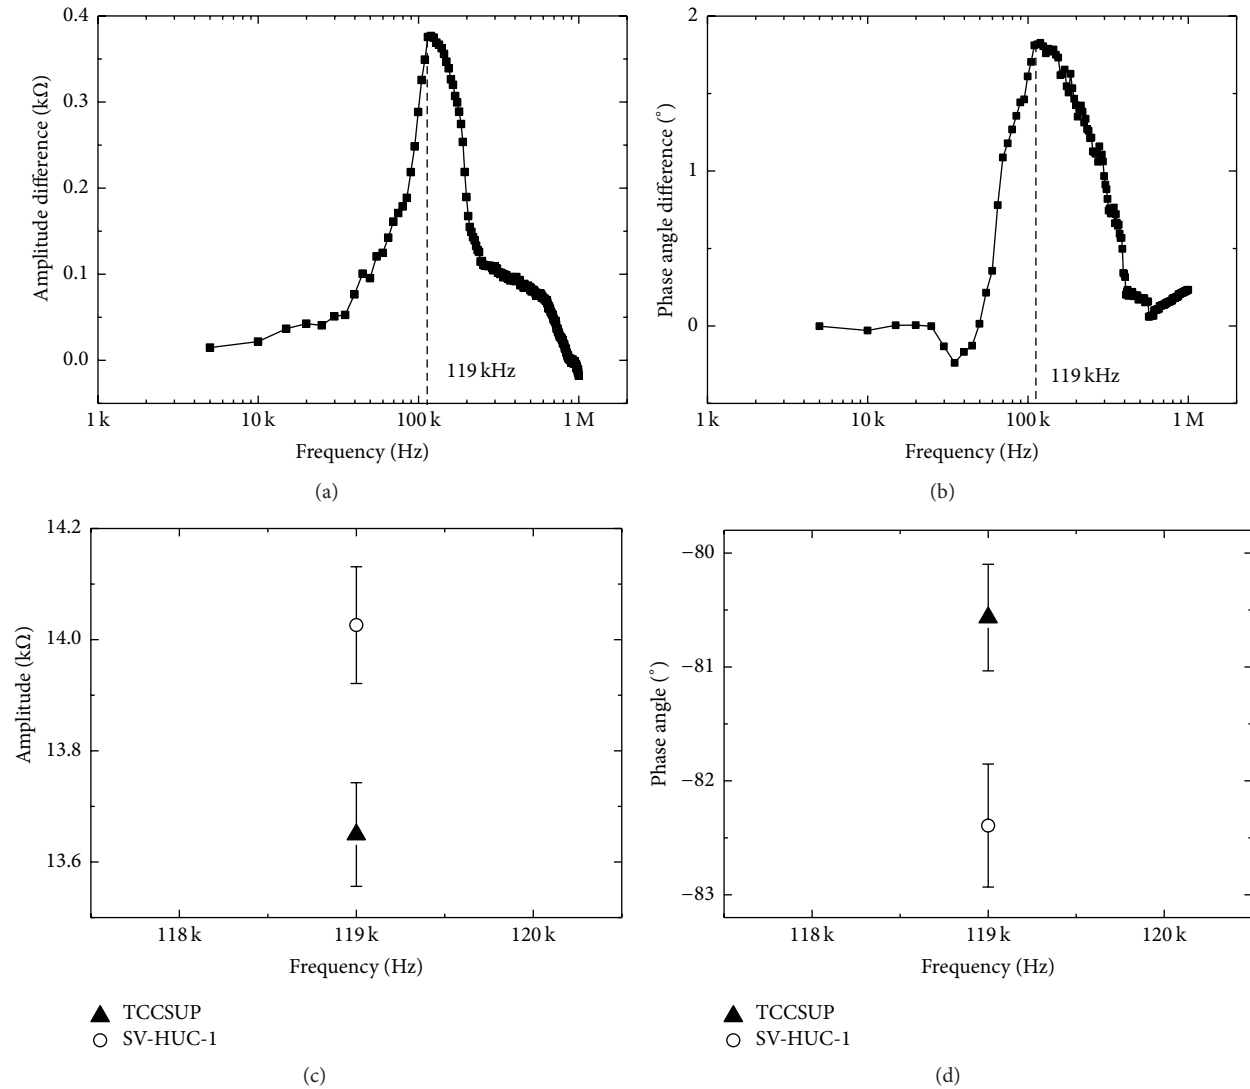 0.4
0.3
0.2
0.1
0.0
Amplitude difference (kΩ)
119 kHz
1 k
10 k
100 k
1 M
Frequency (Hz)
(a)
2
1
0
Phase angle difference (°)
119 kHz
1 k
10 k
100 k
1 M
Frequency (Hz)
(b)
14.2
14.0
13.8
13.6
Amplitude (kΩ)
118 k
119 k
120 k
Frequency (Hz)
TCCSUP
SV-HUC-1
(c)
−80
−81
−82
−83
Phase angle (°)
118 k
119 k
120 k
Frequency (Hz)
TCCSUP
SV-HUC-1
(d)